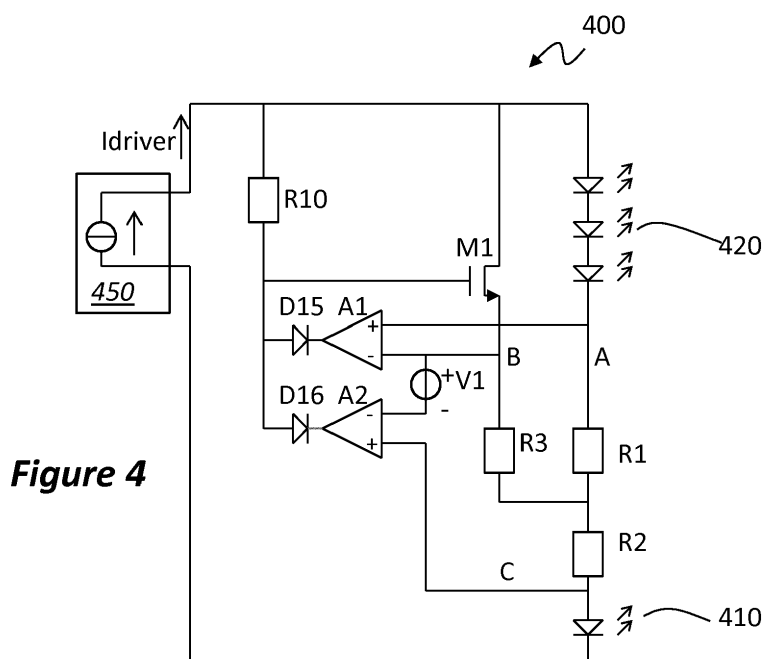 400
Idriver
R10
M1
420
450
D15 A1
+
-
B
A
+
V1
-
D16 A2
-
+
R3
R1
Figure 4
R2
C
410